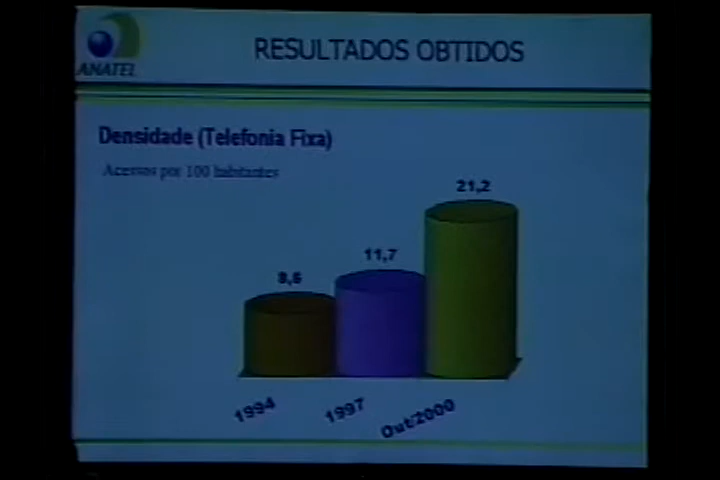 ANATEL
RESULTADOS OBTIDOS
Densidade (Telefonia Fixa)
Acessos por 100 habitantes
21,2
11,7
1994
1997
Out/2000